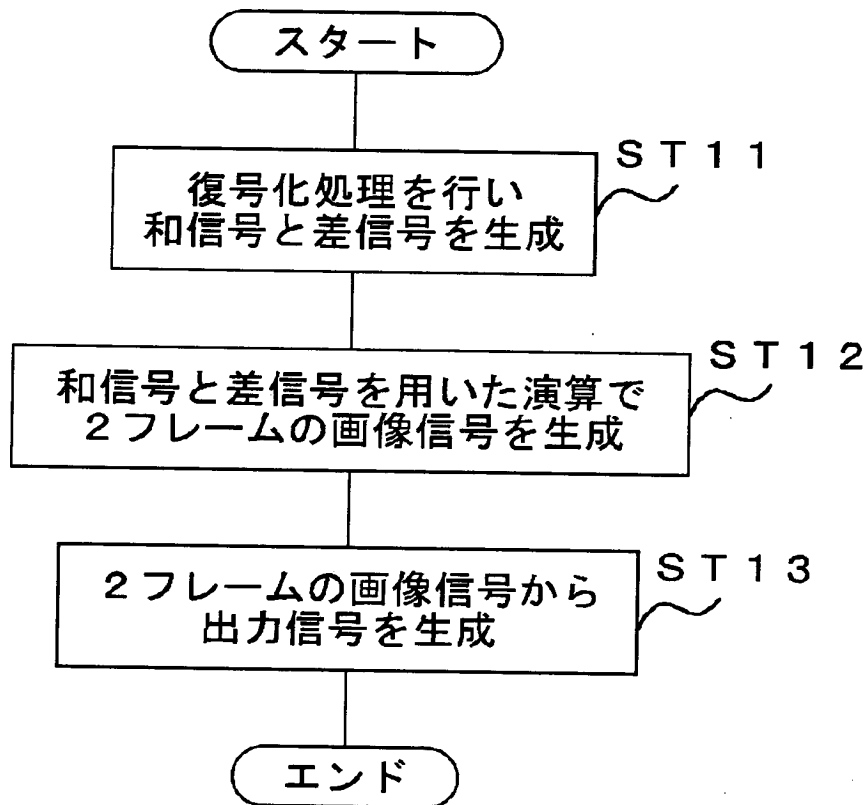 スタート
ST11
復号化処理を行い
和信号と差信号を生成
ST12
和信号と差信号を用いた演算で
2フレームの画像信号を生成
ST13
2フレームの画像信号から
出力信号を生成
エンド